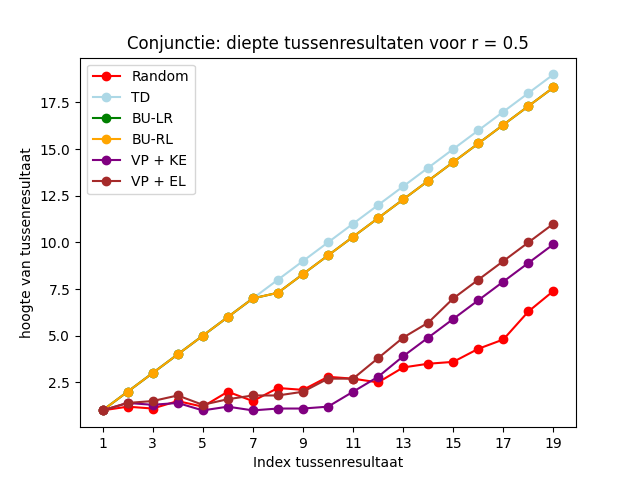 Conjunctie: diepte tussenresultaten voor r = 0.5
Random
TD
BU-LR
BU-RL
VP + KE
VP + EL
hoogte van tussenresultaat
17.5
15.0
12.5
10.0
7.5
5.0
2.5
1 3 5 7 9 11 13 15 17 19
Index tussenresultaat